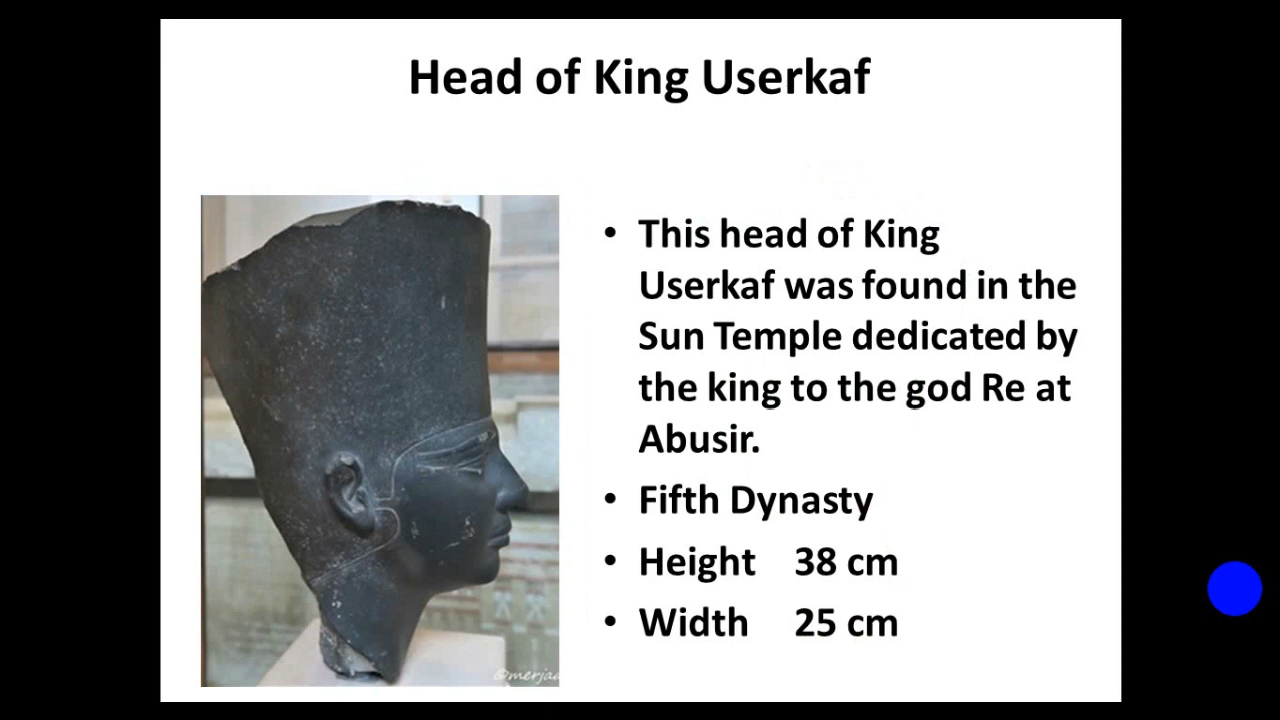 Head of King Userkaf
• This head of King
Userkaf was found in the
Sun Temple dedicated by
the king to the god Re at
Abusir.
• Fifth Dynasty
• Height 38 cm
• Width 25 cm